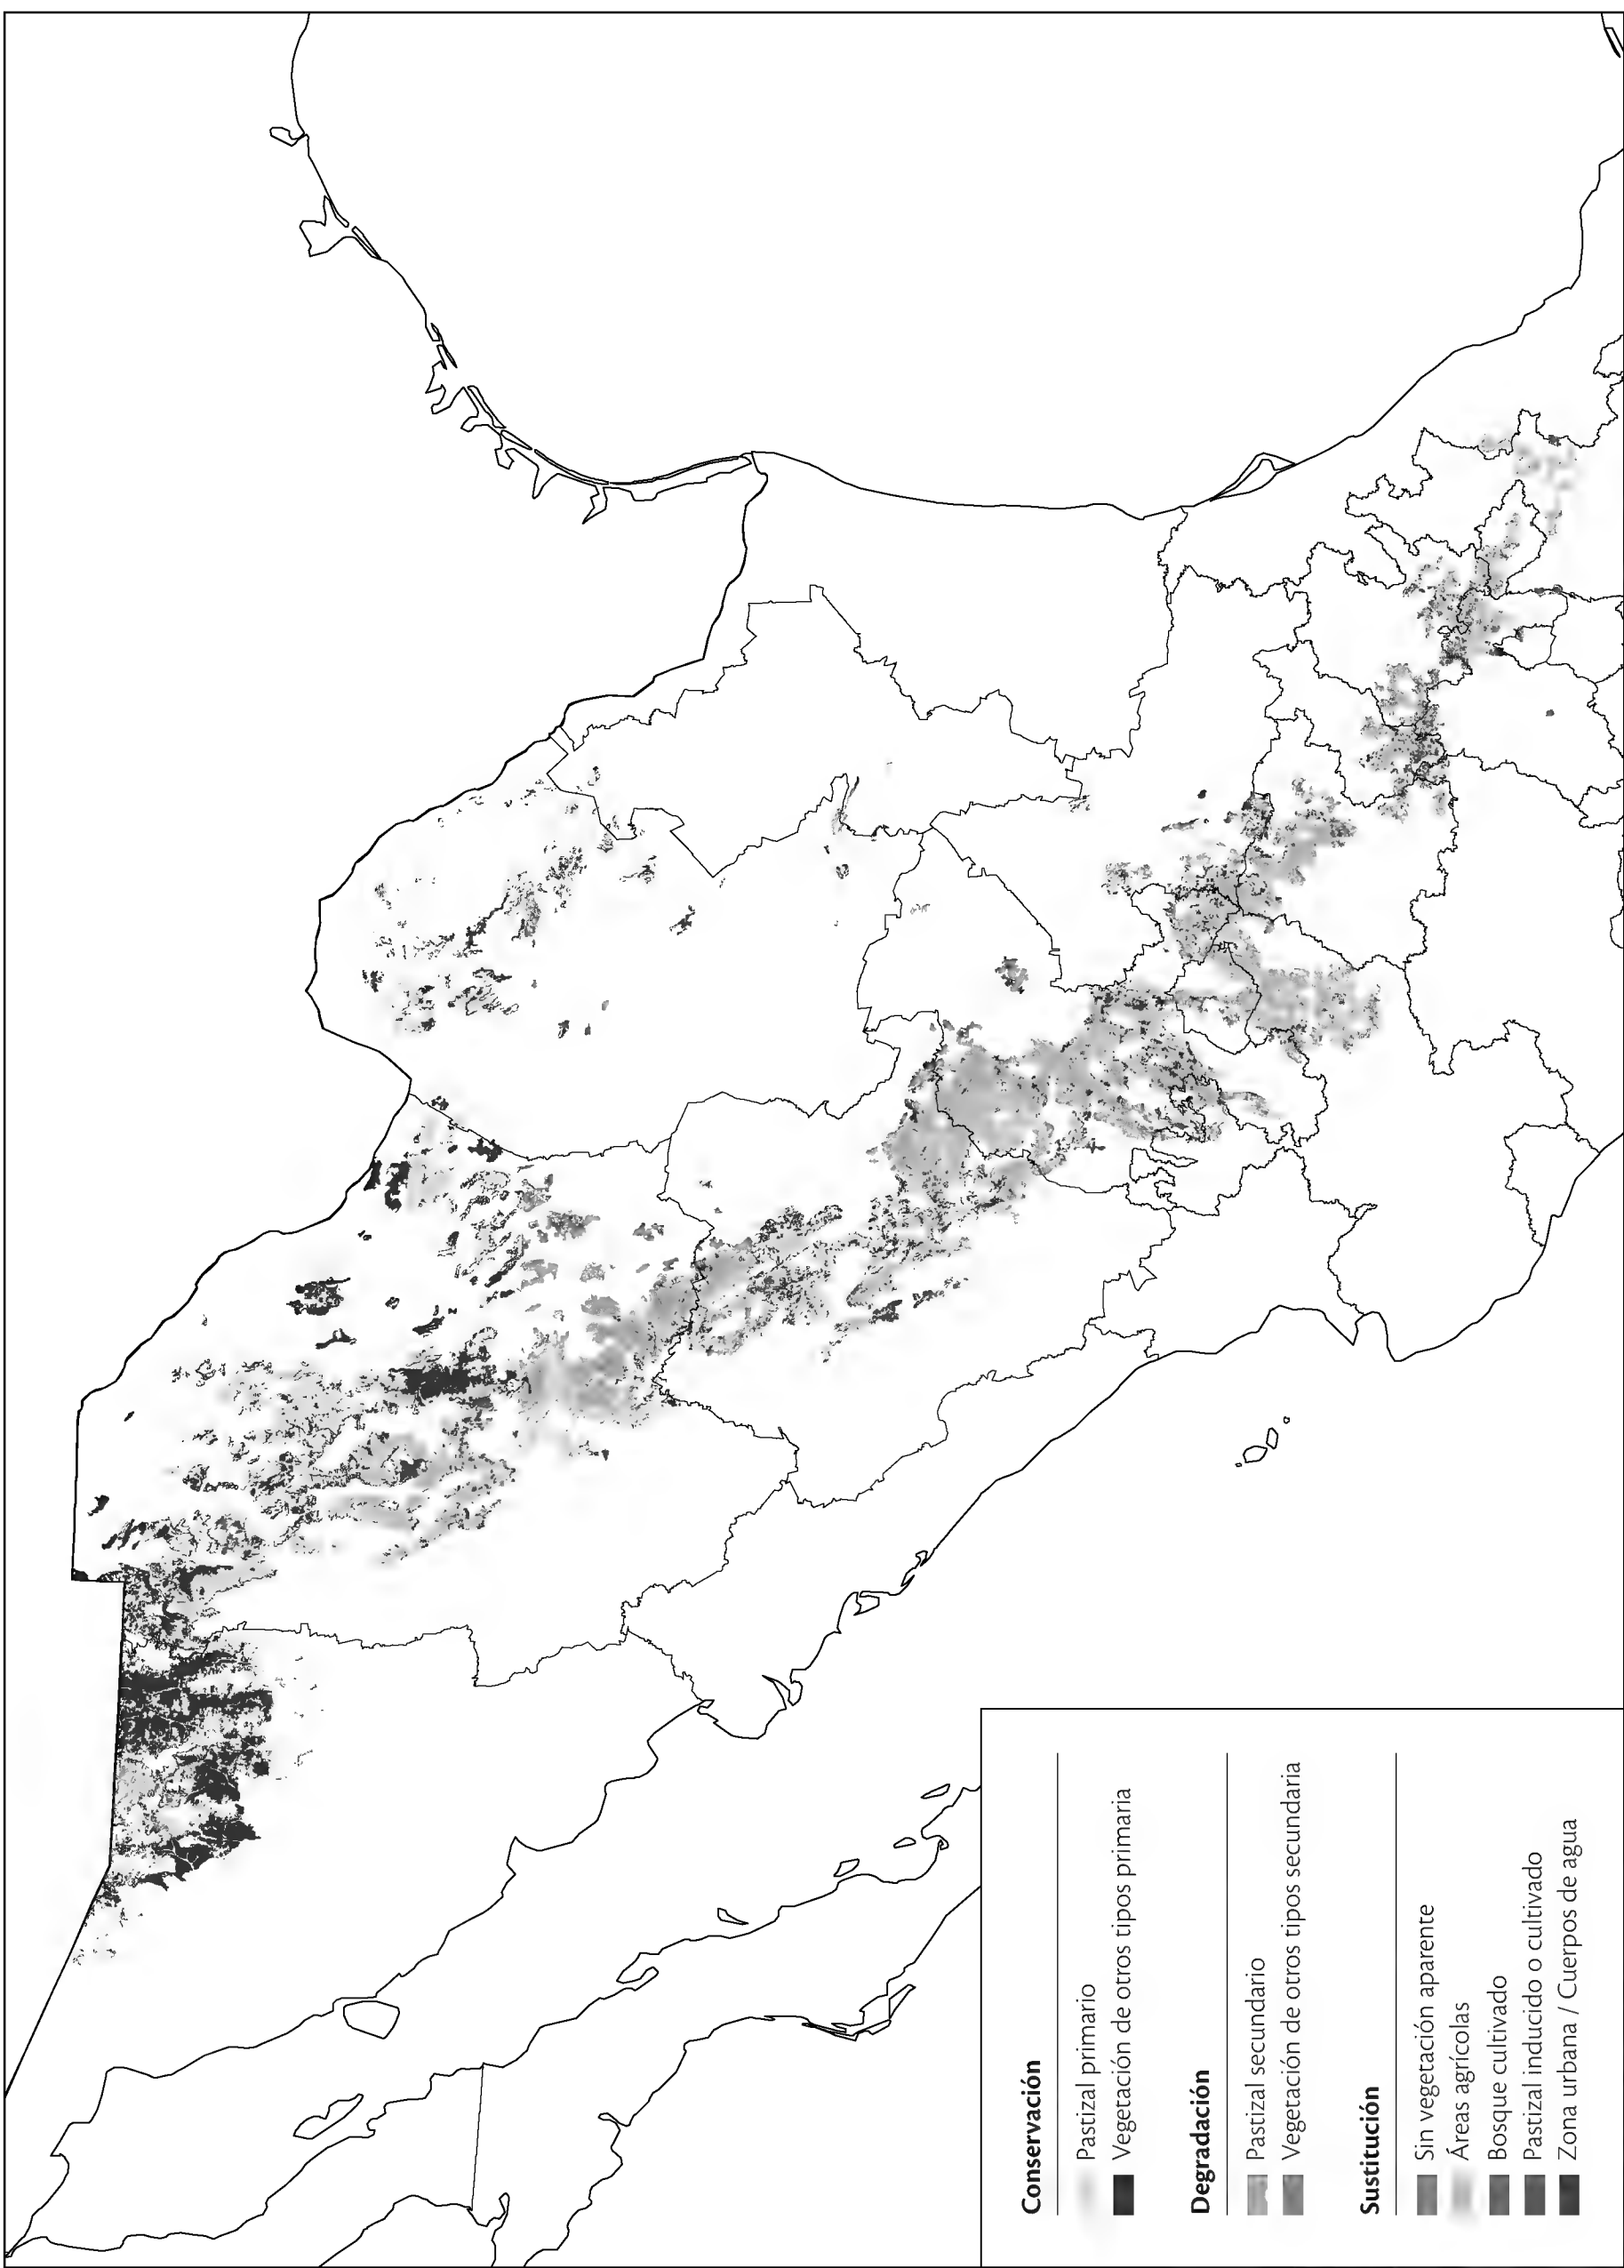 Conservación
Pastizal primario
Vegetación de otros tipos primaria
Degradación
Pastizal secundario
Vegetación de otros tipos secundaria
Sustitución
Sin vegetación aparente
Áreas agrícolas
Bosque cultivado
Pastizal inducido o cultivado
Zona urbana / Cuerpos de agua